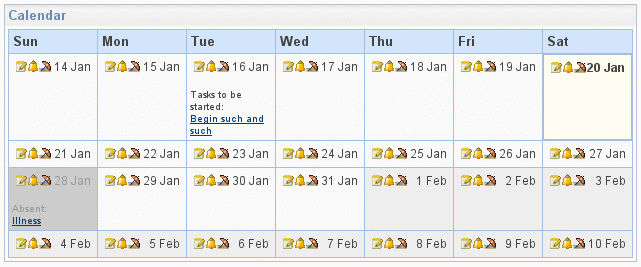 Calendar
Sun Mon Tue Wed Thu Fri Sat
14 Jan 15 Jan 16 Jan 17 Jan 18 Jan 19 Jan 20 Jan
Tasks to be
started:
Begin such and
such
21 Jan 22 Jan 23 Jan 24 Jan 25 Jan 26 Jan 27 Jan
28 Jan 29 Jan 30 Jan 31 Jan 1 Feb 2 Feb 3 Feb
Absent:
Illness
4 Feb 5 Feb 6 Feb 7 Feb 8 Feb 9 Feb 10 Feb